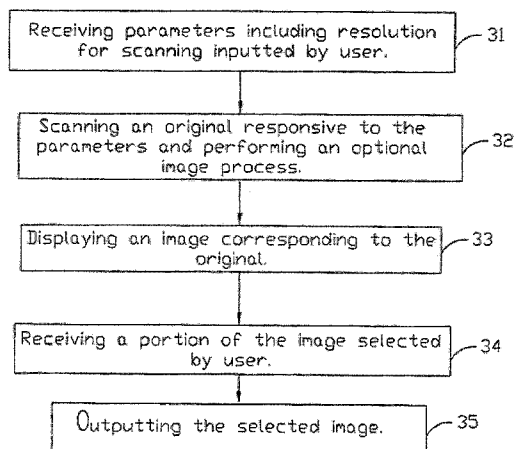 Receiving parameters including resolution
for scanning inputted by user.
31
Scanning an original responsive to the
parameters and performing an optional
image process.
32
Displaying an image corresponding to the
original.
33
Receiving a portion of the image selected
by user.
34
Outputting the selected image.
35